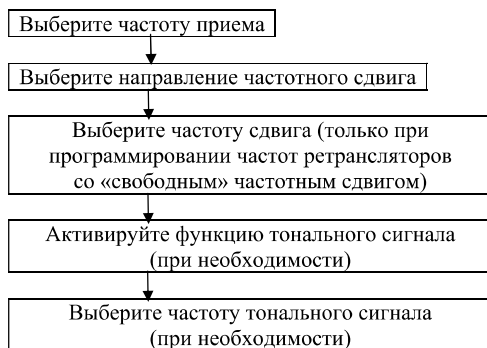 Выберите частоту приема
Выберите направление частотного сдвига
Выберите частоту сдвига (только при
программировании частот ретрансляторов
со «свободным» частотным сдвигом)
Активируйте функцию тонального сигнала
(при необходимости)
Выберите частоту тонального сигнала
(при необходимости)